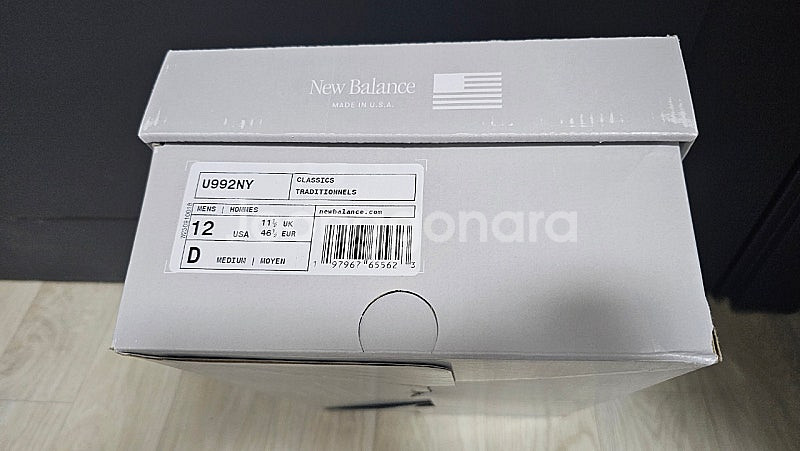 New Balance
MADE IN U.S.A.
U992NY
CLASSICS
TRADITIONNELS
MENS | HOMMES
newbalance.com
12 USA
11½ UK
46½ EUR
D MEDIUM | MOYEN
1 97967 65562 3